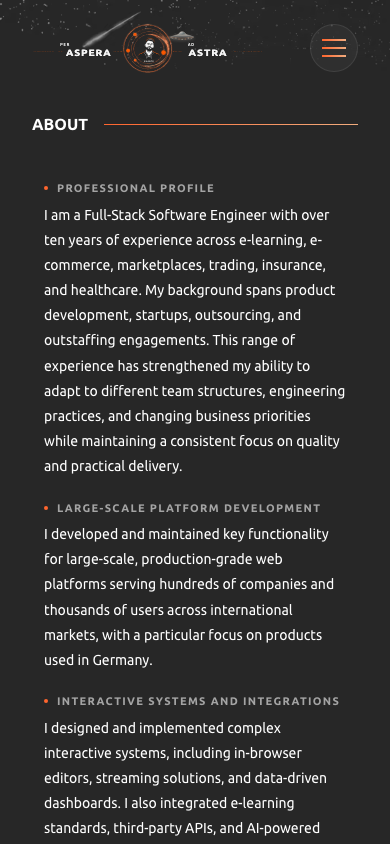 PER
ASPERA
AD
ASTRA
ABOUT
PROFESSIONAL PROFILE
I am a Full-Stack Software Engineer with over
ten years of experience across e-learning, e-
commerce, marketplaces, trading, insurance,
and healthcare. My background spans product
development, startups, outsourcing, and
outstaffing engagements. This range of
experience has strengthened my ability to
adapt to different team structures, engineering
practices, and changing business priorities
while maintaining a consistent focus on quality
and practical delivery.
LARGE-SCALE PLATFORM DEVELOPMENT
I developed and maintained key functionality
for large-scale, production-grade web
platforms serving hundreds of companies and
thousands of users across international
markets, with a particular focus on products
used in Germany.
INTERACTIVE SYSTEMS AND INTEGRATIONS
I designed and implemented complex
interactive systems, including in-browser
editors, streaming solutions, and data-driven
dashboards. I also integrated e-learning
standards, third-party APIs, and AI-powered